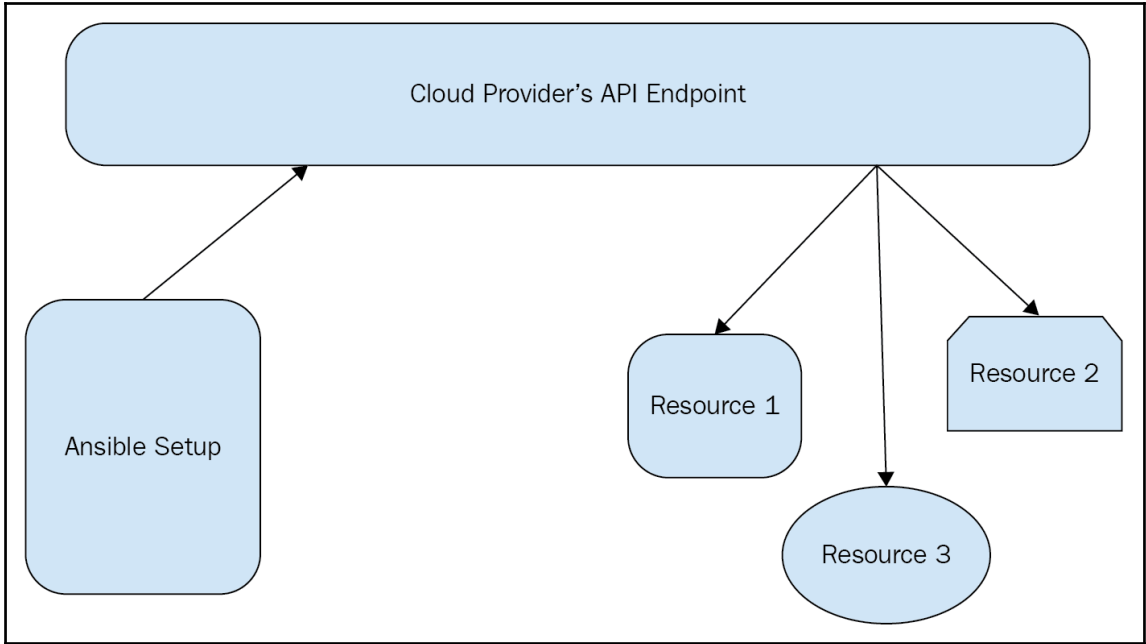 Cloud Provider’s API Endpoint
Ansible Setup
Resource 1
Resource 2
Resource 3